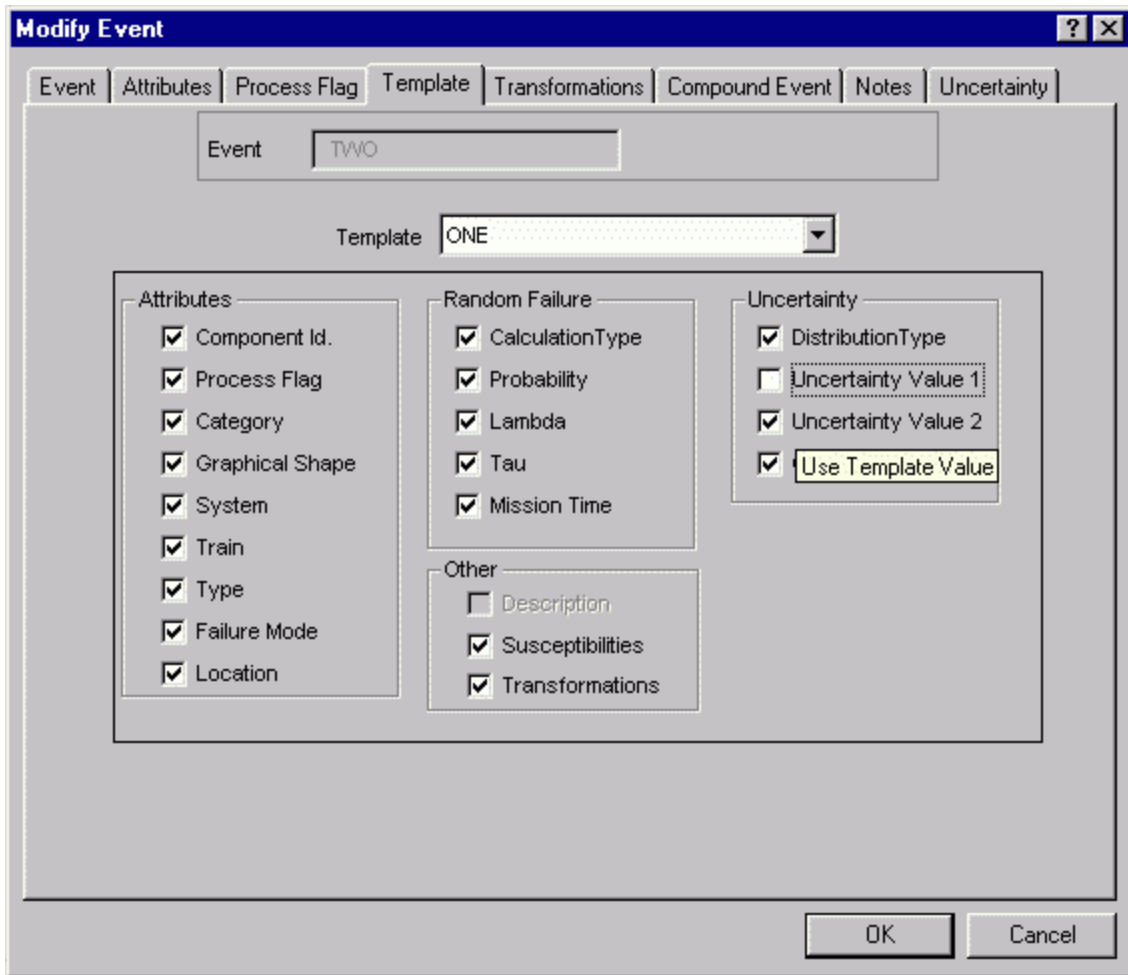 Modify Event
Event Attributes Process Flag Template Transformations Compound Event Notes Uncertainty
Event TWO
Template ONE
Attributes
Component Id.
Process Flag
Category
Graphical Shape
System
Train
Type
Failure Mode
Location
Random Failure
CalculationType
Probability
Lambda
Tau
Mission Time
Other
Description
Susceptibilities
Transformations
Uncertainty
DistributionType
Uncertainty Value 1
Uncertainty Value 2
Use Template Value
OK Cancel